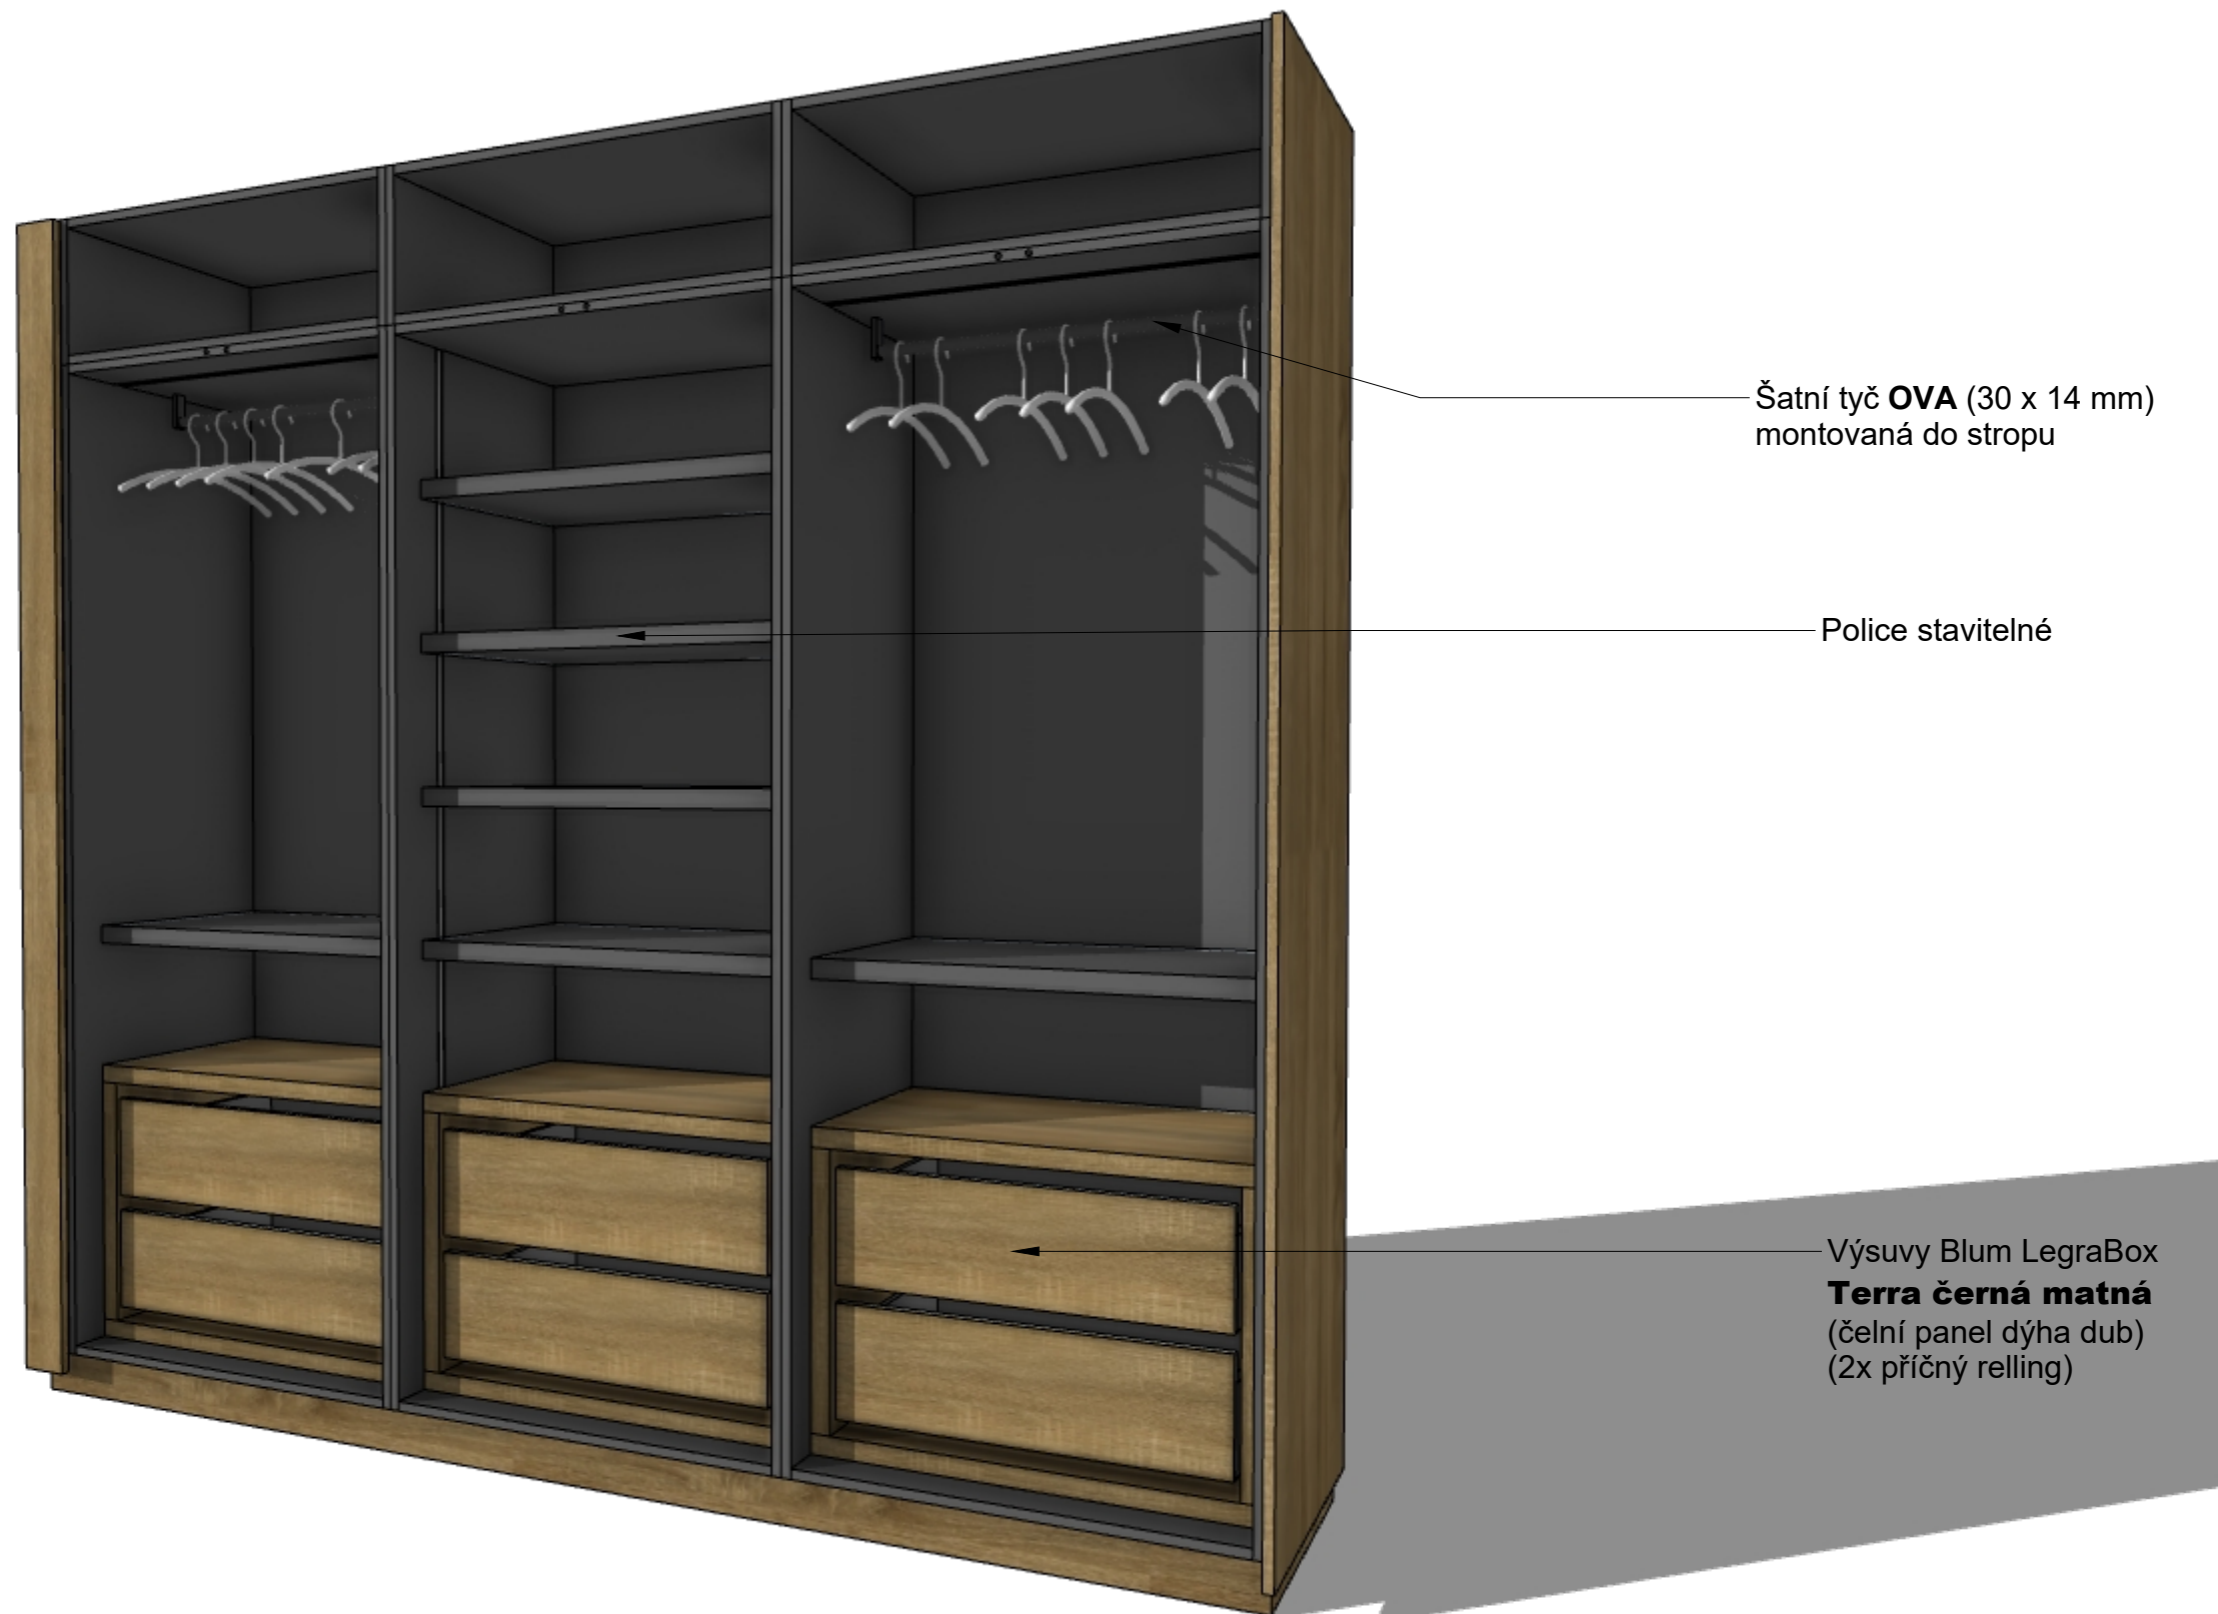 Šatní tyč OVA (30 x 14 mm)
montovaná do stropu
Police stavitelné
Výsuvy Blum LegraBox
Terra černá matná
(čelní panel dýha dub)
(2x příčný relling)